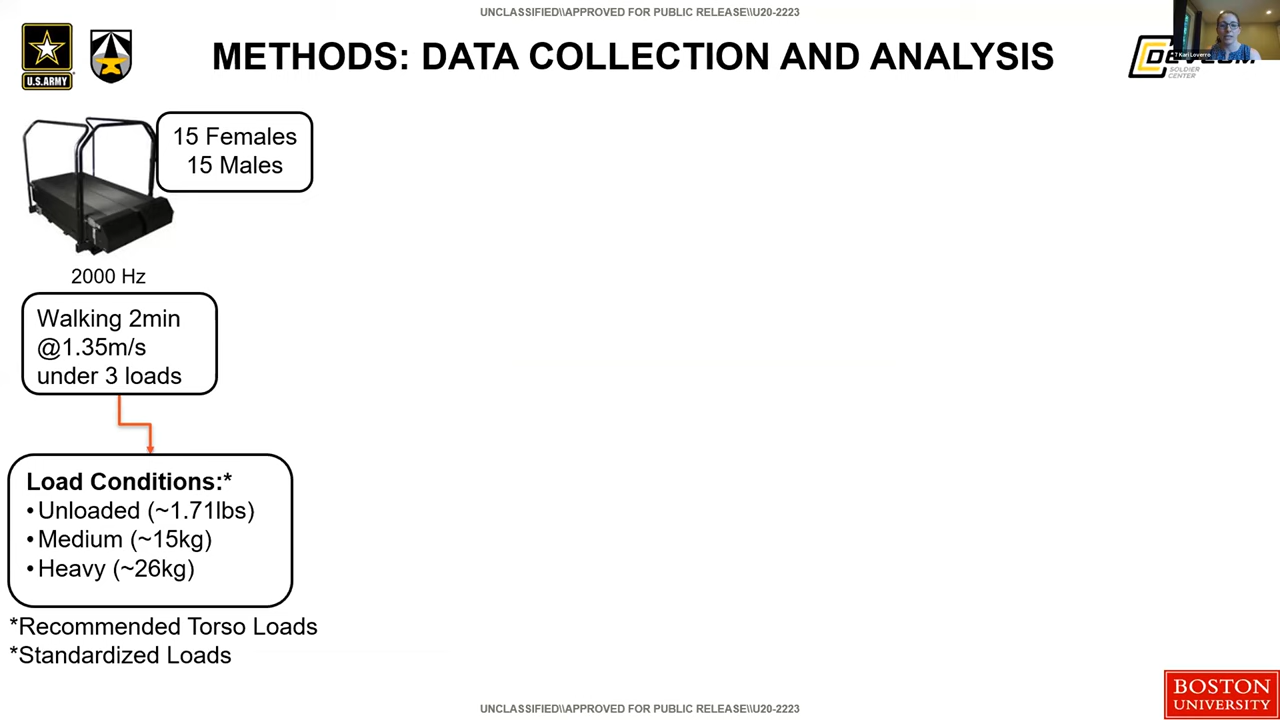 UNCLASSIFIED\\APPROVED FOR PUBLIC RELEASE\\U20-2223
U.S.ARMY
METHODS: DATA COLLECTION AND ANALYSIS
SOLDIER
CENTER
15 Females
15 Males
2000 Hz
Walking 2min
@1.35m/s
under 3 loads
Load Conditions:*
•Unloaded (~1.71lbs)
•Medium (~15kg)
•Heavy (~26kg)
*Recommended Torso Loads
*Standardized Loads
UNCLASSIFIED\\APPROVED FOR PUBLIC RELEASE\\U20-2223
BOSTON
UNIVERSITY